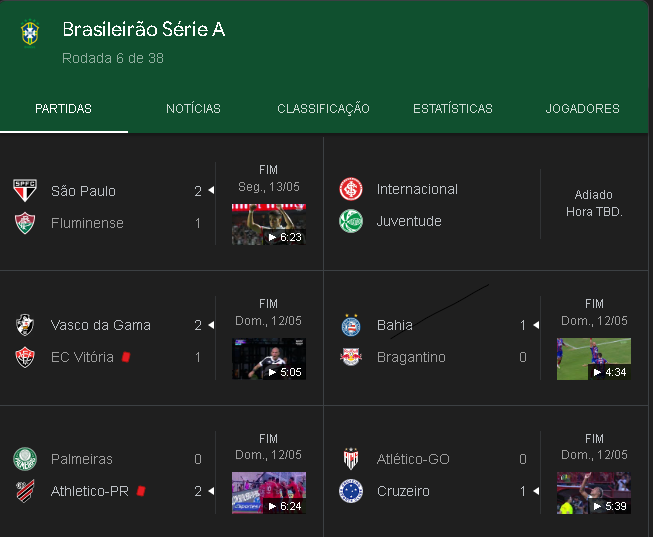 Brasileirão Série A
Rodada 6 de 38
PARTIDAS NOTÍCIAS CLASSIFICAÇÃO ESTATÍSTICAS JOGADORES
SPFC
São Paulo 2
Fluminense 1
FIM
Seg., 13/05
6:23
Internacional
Juventude
Adiado
Hora TBD.
Vasco da Gama 2
EC Vitória 1
FIM
Dom., 12/05
5:05
Bahia 1
Bragantino 0
FIM
Dom., 12/05
4:34
Palmeiras 0
Athletico-PR 2
FIM
Dom., 12/05
6:24
Atlético-GO 0
Cruzeiro 1
FIM
Dom., 12/05
5:39